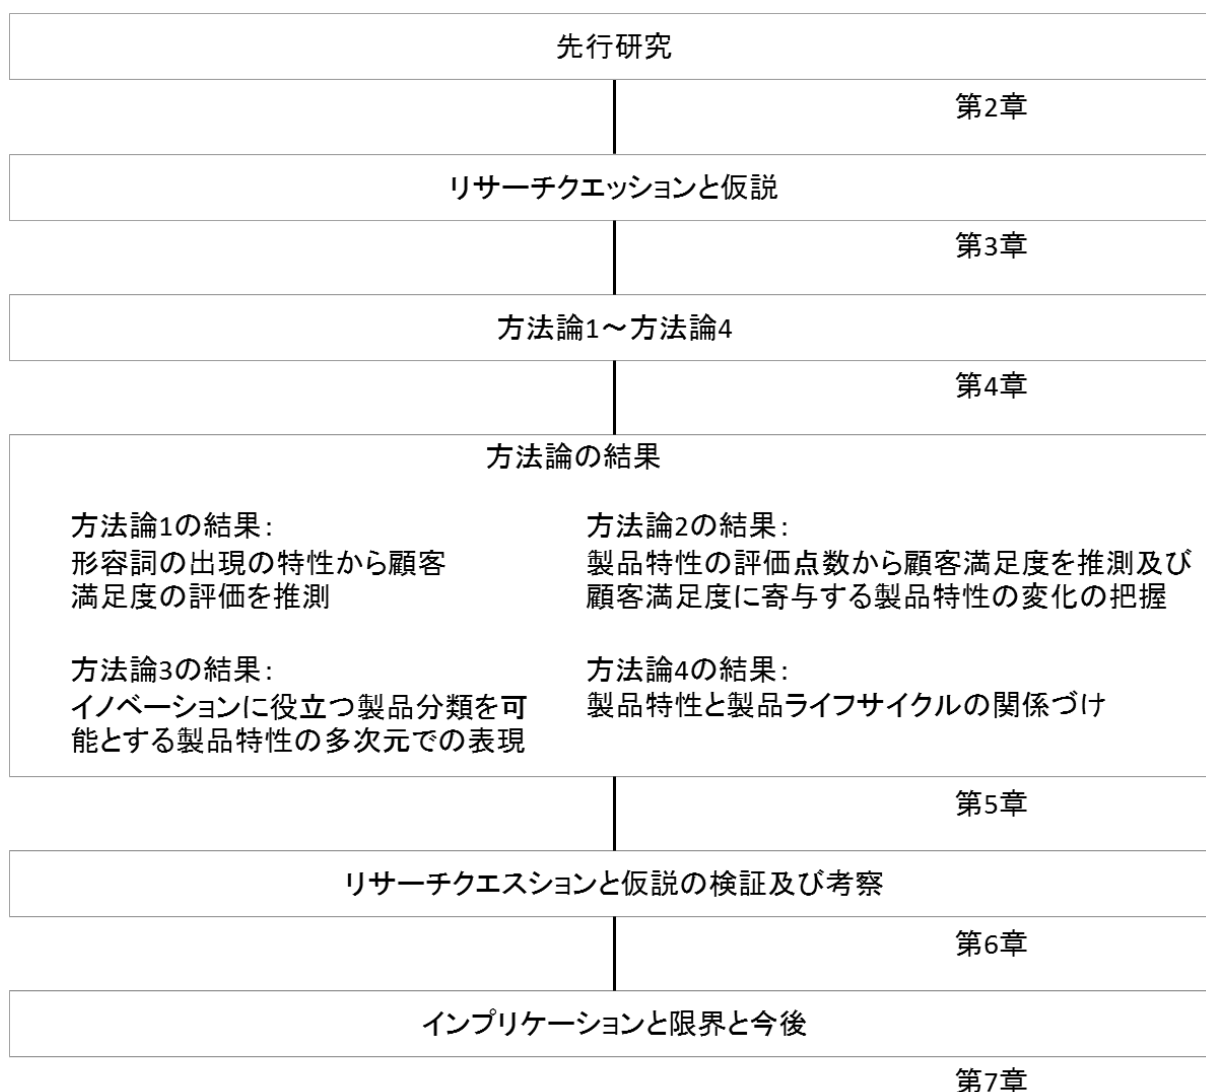 先行研究
第2章
リサーチクエッションと仮説
第3章
方法論1～方法論4
第4章
方法論の結果
方法論1の結果：
形容詞の出現の特性から顧客
満足度の評価を推測
方法論2の結果：
製品特性の評価点数から顧客満足度を推測及び
顧客満足度に寄与する製品特性の変化の把握
方法論3の結果：
イノベーションに役立つ製品分類を可
能とする製品特性の多次元での表現
方法論4の結果：
製品特性と製品ライフサイクルの関係づけ
第5章
リサーチクエスションと仮説の検証及び考察
第6章
インプリケーションと限界と今後
第7章